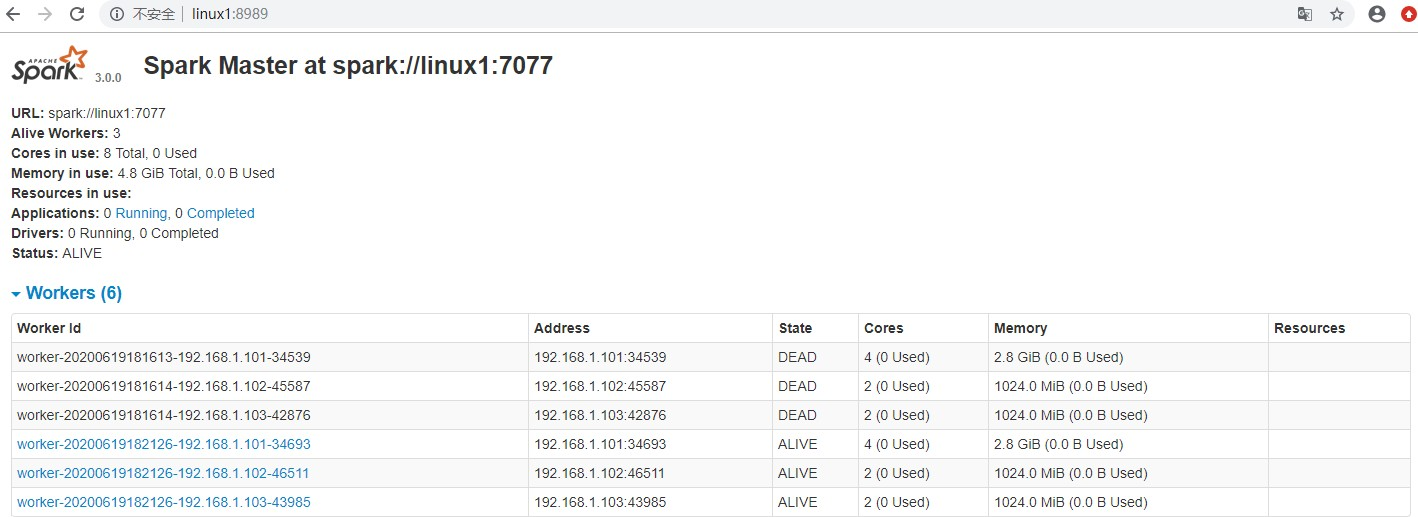 不安全 linux1:8989
APACHE Spark 3.0.0 Spark Master at spark://linux1:7077
URL: spark://linux1:7077
Alive Workers: 3
Cores in use: 8 Total, 0 Used
Memory in use: 4.8 GiB Total, 0.0 B Used
Resources in use:
Applications: 0 Running, 0 Completed
Drivers: 0 Running, 0 Completed
Status: ALIVE
Workers (6)
Worker Id Address State Cores Memory Resources
worker-20200619181613-192.168.1.101-34539 192.168.1.101:34539 DEAD 4 (0 Used) 2.8 GiB (0.0 B Used)
worker-20200619181614-192.168.1.102-45587 192.168.1.102:45587 DEAD 2 (0 Used) 1024.0 MiB (0.0 B Used)
worker-20200619181614-192.168.1.103-42876 192.168.1.103:42876 DEAD 2 (0 Used) 1024.0 MiB (0.0 B Used)
worker-20200619182126-192.168.1.101-34693 192.168.1.101:34693 ALIVE 4 (0 Used) 2.8 GiB (0.0 B Used)
worker-20200619182126-192.168.1.102-46511 192.168.1.102:46511 ALIVE 2 (0 Used) 1024.0 MiB (0.0 B Used)
worker-20200619182126-192.168.1.103-43985 192.168.1.103:43985 ALIVE 2 (0 Used) 1024.0 MiB (0.0 B Used)